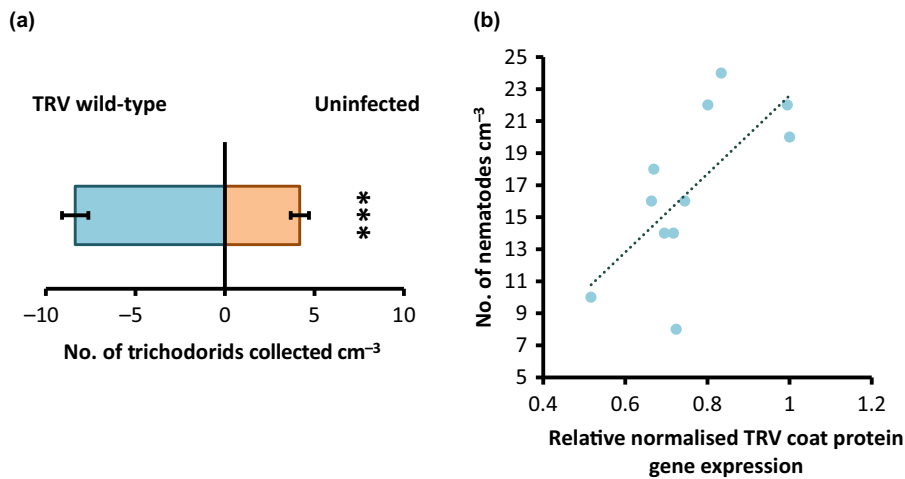 (a)
TRV wild-type
Uninfected
***
–10
–5
0
5
10
No. of trichodorids collected cm⁻³
(b)
No. of nematodes cm⁻³
25
23
21
19
17
15
13
11
9
7
5
0.4
0.6
0.8
1
1.2
Relative normalised TRV coat protein
gene expression